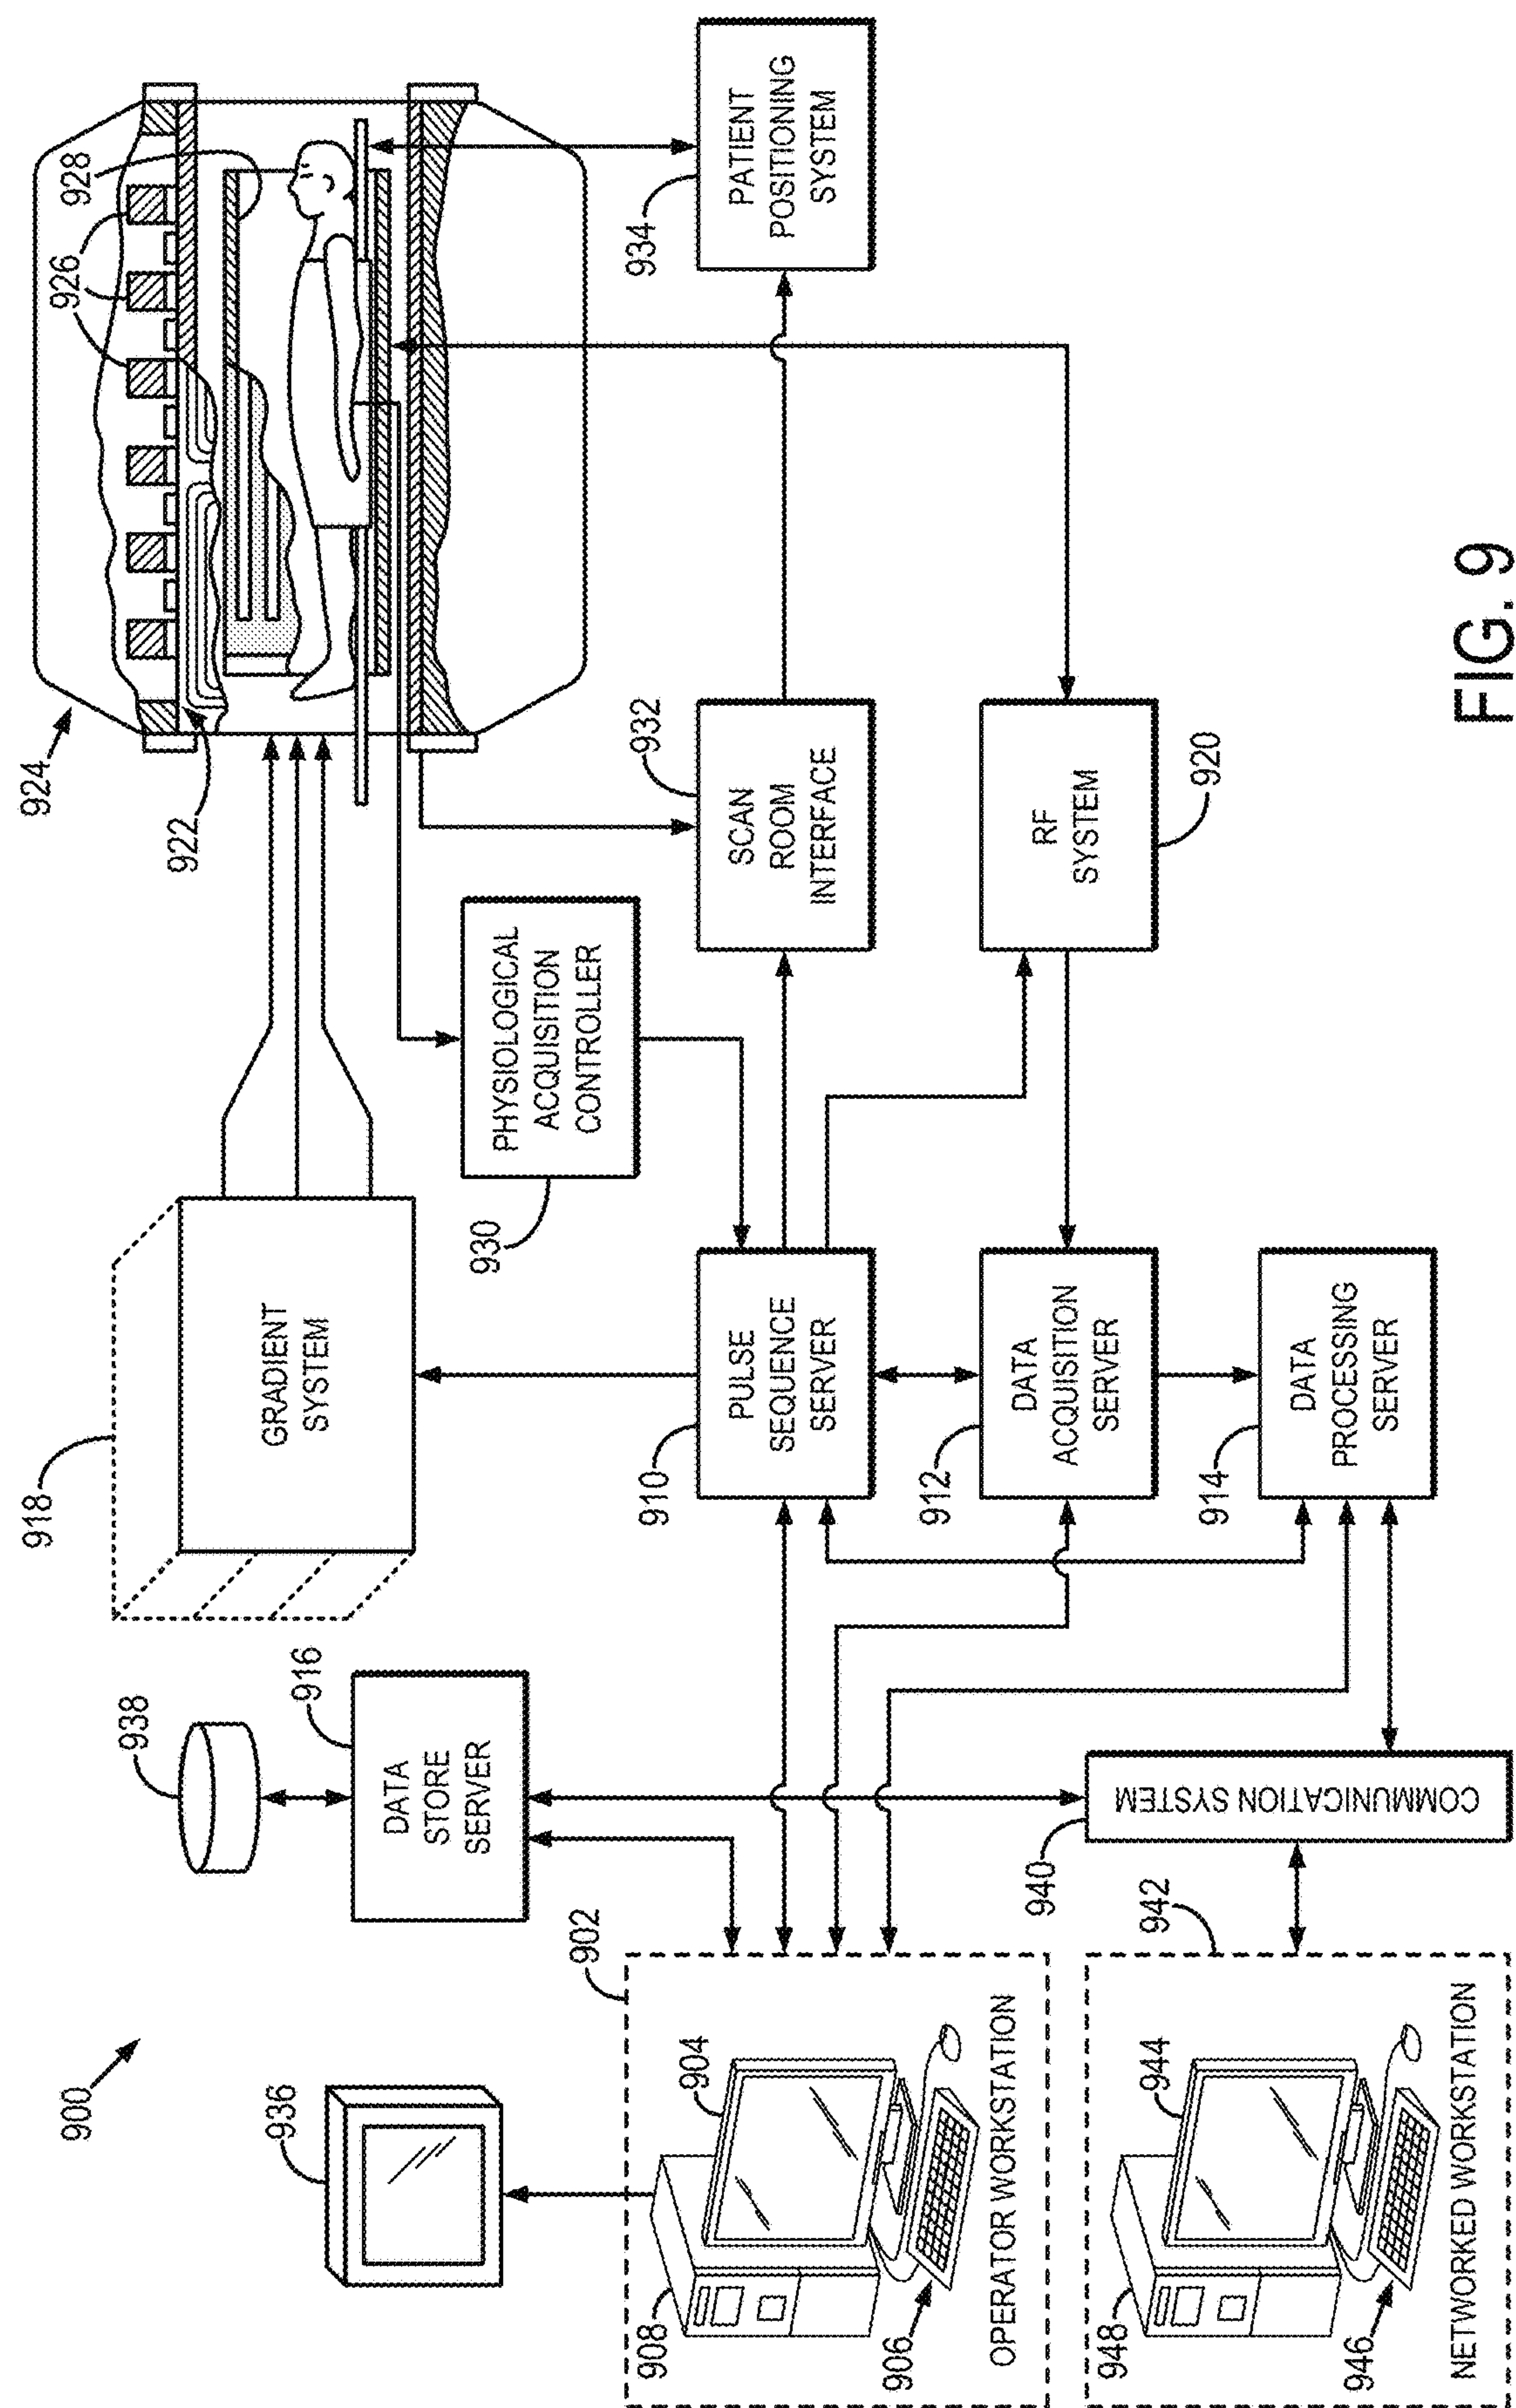 900
936
938
918
924
926
928
922
DATA
STORE
SERVER
916
GRADIENT
SYSTEM
PHYSIOLOGICAL
ACQUISITION
CONTROLLER
930
902
908
904
906
OPERATOR WORKSTATION
910
PULSE
SEQUENCE
SERVER
SCAN
ROOM
INTERFACE
932
934
PATIENT
POSITIONING
SYSTEM
912
DATA
ACQUISITION
SERVER
RF
SYSTEM
920
940
COMMUNICATION SYSTEM
914
DATA
PROCESSING
SERVER
942
948
944
946
NETWORKED WORKSTATION
FIG. 9